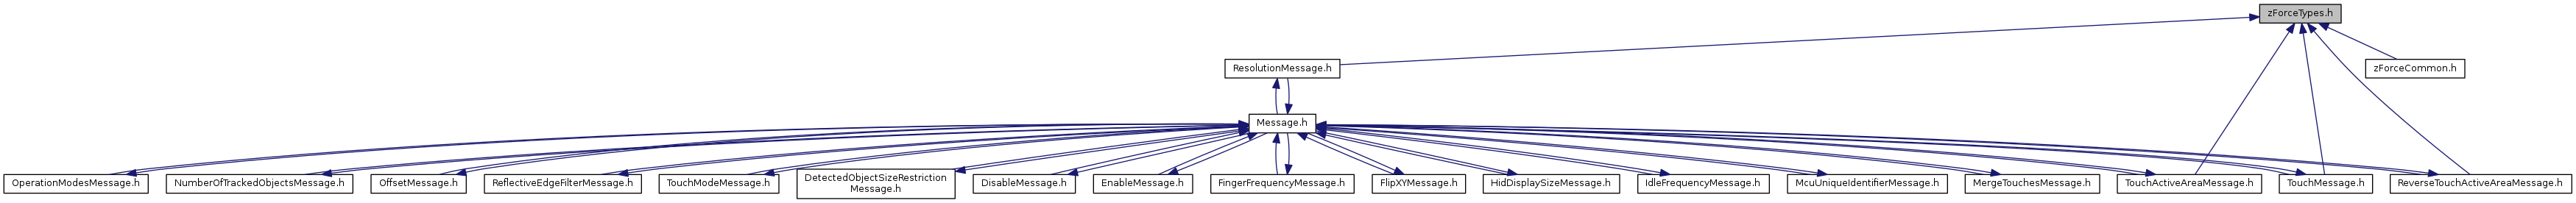 zForceTypes.h
ResolutionMessage.h
zForceCommon.h
Message.h
OperationModesMessage.h
NumberOfTrackedObjectsMessage.h
OffsetMessage.h
ReflectiveEdgeFilterMessage.h
TouchModeMessage.h
DetectedObjectSizeRestriction
Message.h
DisableMessage.h
EnableMessage.h
FingerFrequencyMessage.h
FlipXYMessage.h
HidDisplaySizeMessage.h
IdleFrequencyMessage.h
McuUniqueIdentifierMessage.h
MergeTouchesMessage.h
TouchActiveAreaMessage.h
TouchMessage.h
ReverseTouchActiveAreaMessage.h